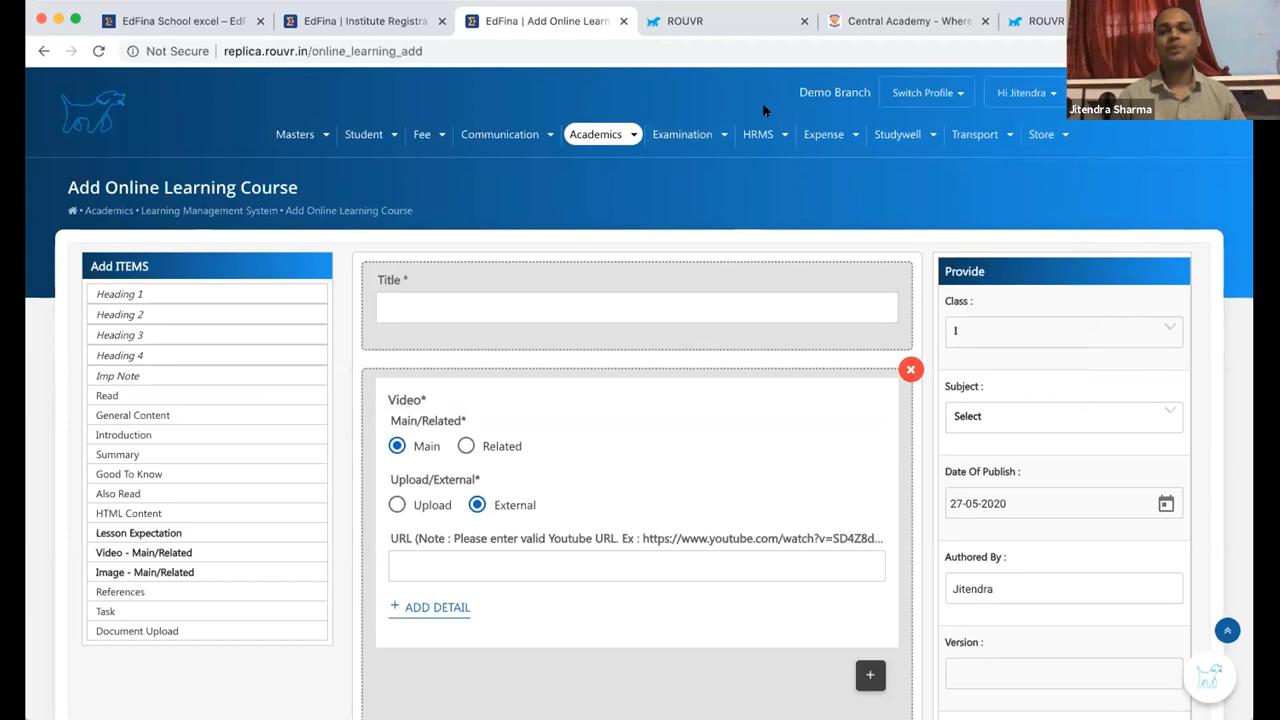 EdFina School excel – EdF
EdFina | Institute Registra
EdFina | Add Online Learn
ROUVR
Central Academy - Where
ROUVR
Not Secure
replica.rouvr.in/online_learning_add
Demo Branch
Switch Profile
Hi Jitendra
Jitendra Sharma
Masters
Student
Fee
Communication
Academics
Examination
HRMS
Expense
Studywell
Transport
Store
Add Online Learning Course
• Academics • Learning Management System • Add Online Learning Course
Add ITEMS
Heading 1
Heading 2
Heading 3
Heading 4
Imp Note
Read
General Content
Introduction
Summary
Good To Know
Also Read
HTML Content
Lesson Expectation
Video - Main/Related
Image - Main/Related
References
Task
Document Upload
Title *
Video*
Main/Related*
Main
Related
Upload/External*
Upload
External
URL (Note : Please enter valid Youtube URL. Ex : https://www.youtube.com/watch?v=SD4Z8d...
+ ADD DETAIL
+
Provide
Class :
I
Subject :
Select
Date Of Publish :
27-05-2020
Authored By :
Jitendra
Version :